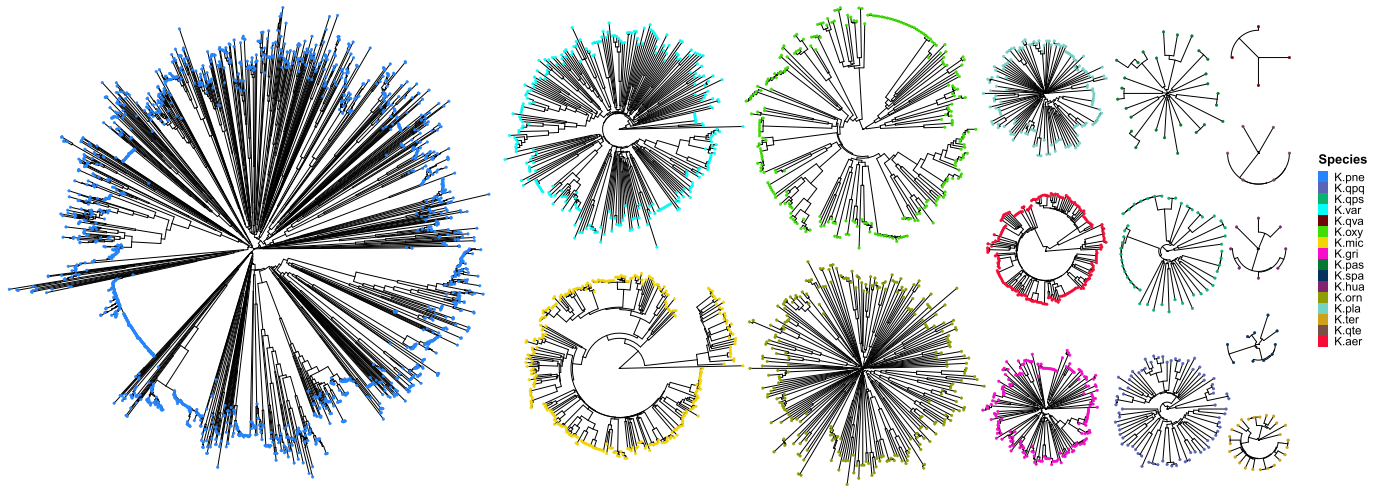 Species
K.pne
K.qpq
K.qps
K.var
K.qva
K.oxy
K.mic
K.gri
K.pas
K.spa
K.hua
K.orn
K.pla
K.ter
K.qte
K.aer